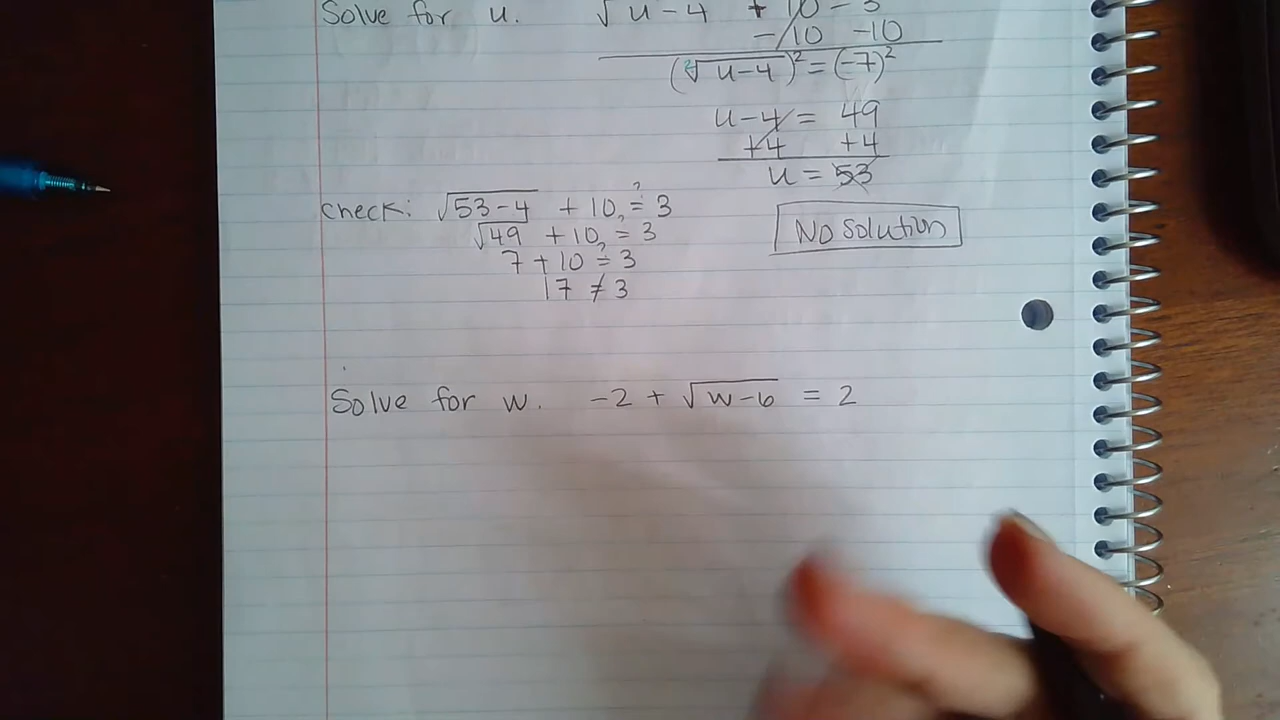 Solve for u. √u-4 + 10 = 3
-10 -10
(²√u-4)² = (-7)²
u-4 = 49
+4 +4
u = 53
check: √53-4 + 10 ≟ 3
No solution
√49 + 10 ≟ 3
7 + 10 ≟ 3
17 ≠ 3
Solve for w. -2 + √w-6 = 2